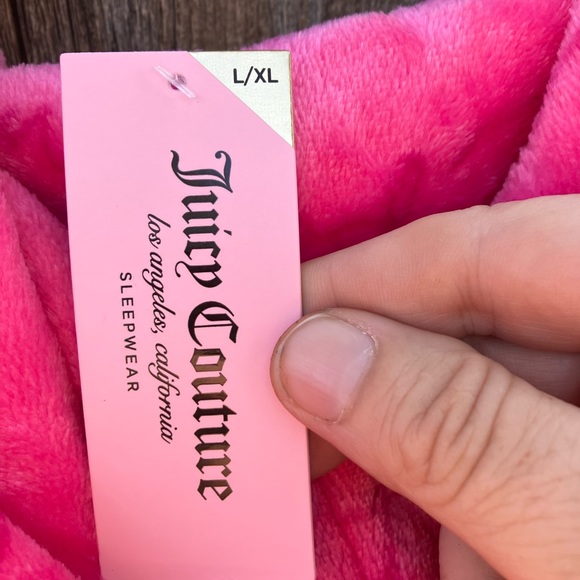 L/XL
Juicy Couture
los angeles, california
SLEEPWEAR